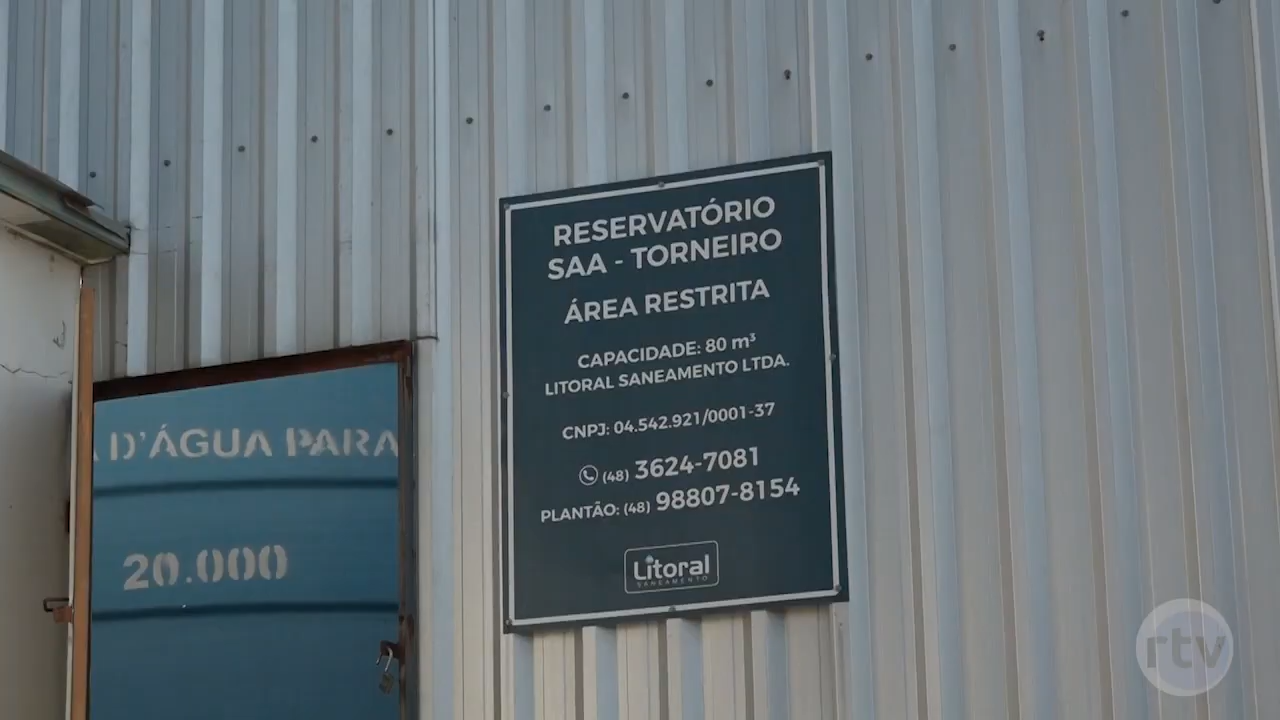 RESERVATÓRIO
SAA - TORNEIRO
ÁREA RESTRITA
CAPACIDADE: 80 m³
LITORAL SANEAMENTO LTDA.
CNPJ: 04.542.921/0001-37
(48) 3624-7081
PLANTÃO: (48) 98807-8154
Litoral
SANEAMENTO
D'ÁGUA PARA
20.000
rtv